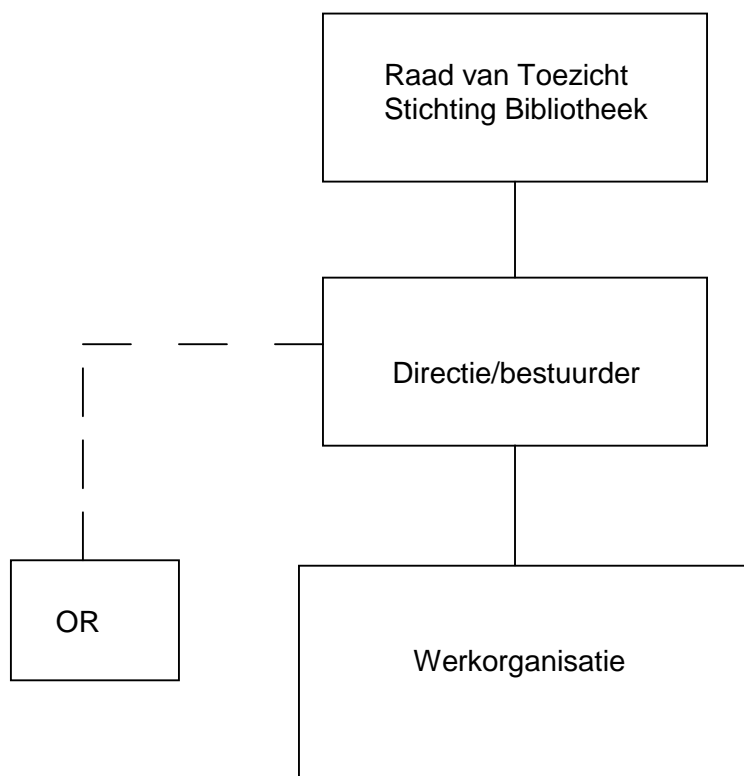 Raad van Toezicht
Stichting Bibliotheek
Directie/bestuurder
OR
Werkorganisatie